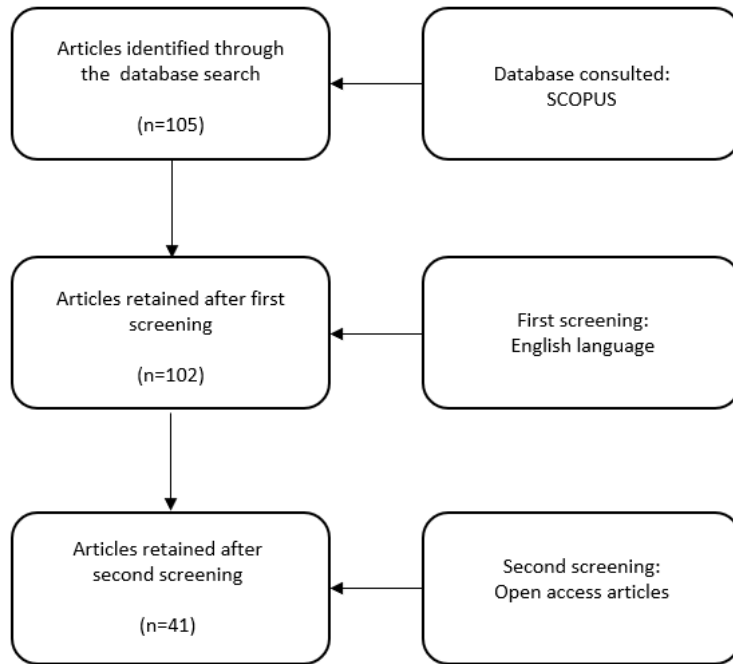 Articles identified through
the database search
(n=105)
Database consulted:
SCOPUS
Articles retained after first
screening
(n=102)
First screening:
English language
Articles retained after
second screening
(n=41)
Second screening:
Open access articles